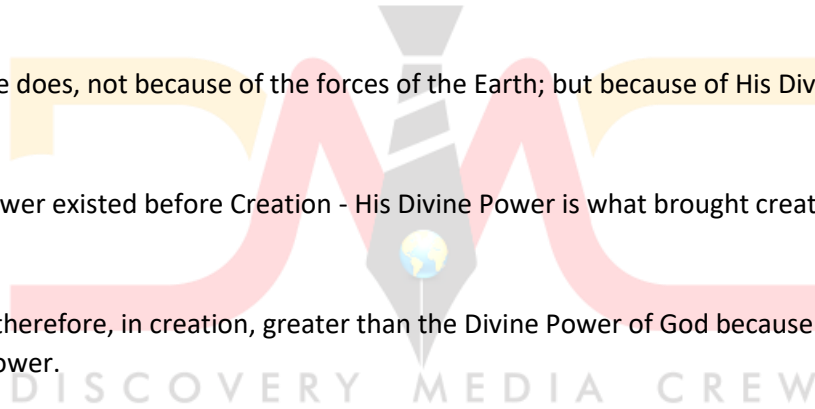 e does, not because of the forces of the Earth; but because of His Div
wer existed before Creation - His Divine Power is what brought creat
therefore, in creation, greater than the Divine Power of God because
ower.
DISCOVERY MEDIA CREW